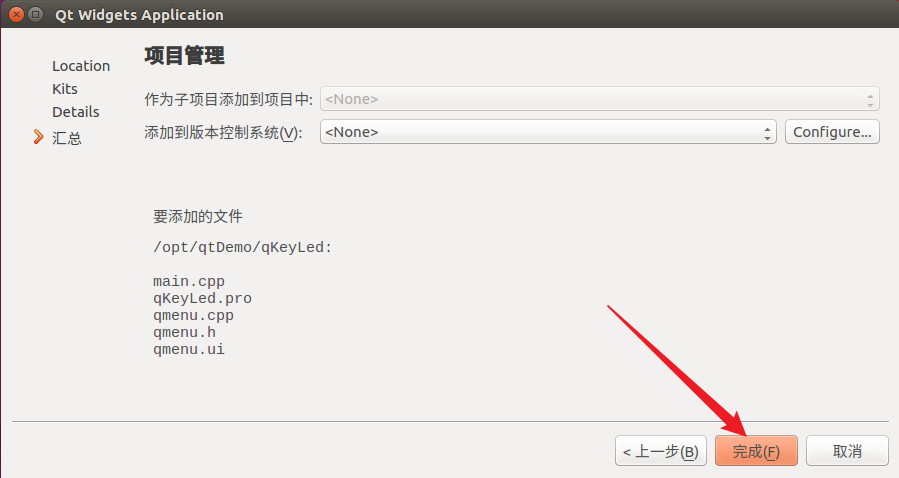 Qt Widgets Application
Location
Kits
Details
汇总
项目管理
作为子项目添加到项目中: <None>
添加到版本控制系统(V): <None> Configure...
要添加的文件
/opt/qtDemo/qKeyLed:
main.cpp
qKeyLed.pro
qmenu.cpp
qmenu.h
qmenu.ui
< 上一步(B) 完成(F) 取消